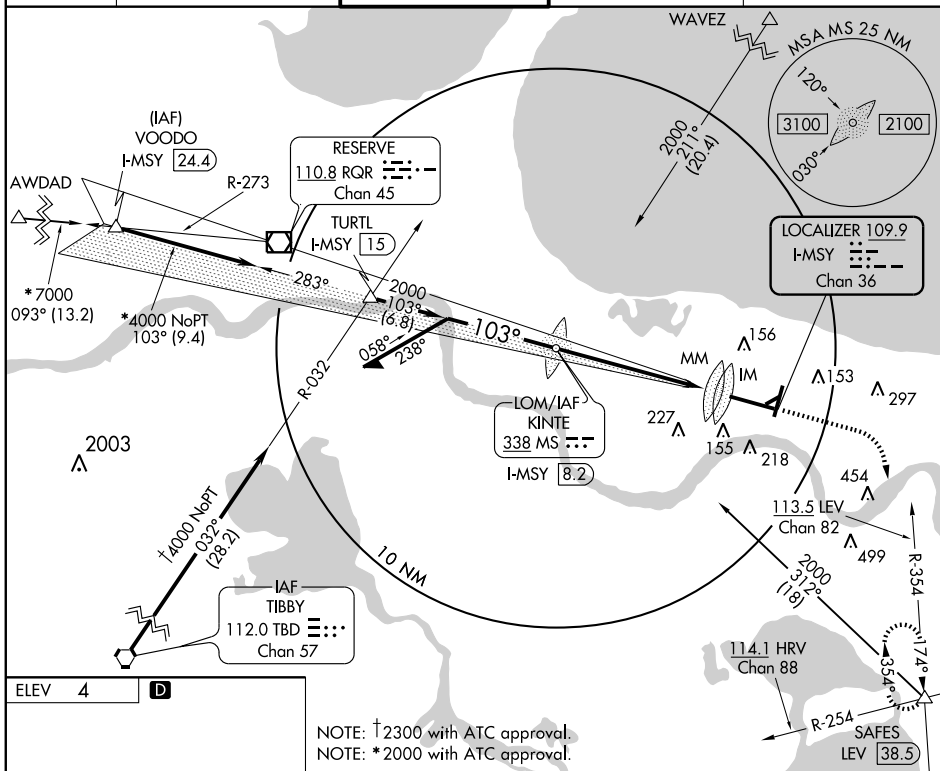 WAVEZ
MSA MS 25 NM
120°
3100
2100
030°
2000
211°
(20.4)
(IAF)
VOODO
I-MSY 24.4
RESERVE
110.8 RQR
Chan 45
R-273
AWDAD
TURTL
I-MSY 15
LOCALIZER 109.9
I-MSY
Chan 36
*7000
093° (13.2)
*4000 NoPT
103° (9.4)
283°
2000
103°
(6.8)
103°
058°
238°
MM
IM
156
153
297
R-032
LOM/IAF
KINTE
338 MS
I-MSY 8.2
227
155
218
2003
454
113.5 LEV
Chan 82
499
†4000 NoPT
032°
(28.2)
10 NM
2000
312°
(18)
R-354
IAF
TIBBY
112.0 TBD
Chan 57
114.1 HRV
Chan 88
354°
174°
R-254
SAFES
LEV 38.5
ELEV 4
D
NOTE: †2300 with ATC approval.
NOTE: *2000 with ATC approval.